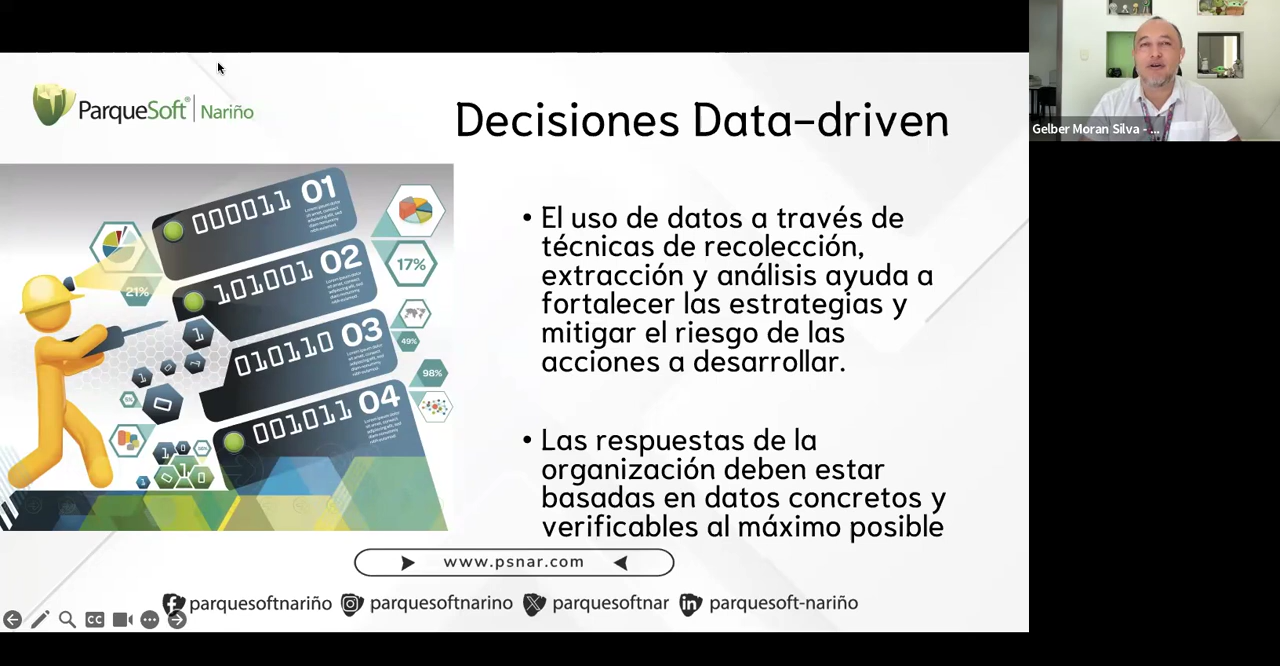 ParqueSoft® | Nariño
Decisiones Data-driven
000011 01
101001 02
010110 03
001011 04
21%
17%
49%
98%
• El uso de datos a través de
técnicas de recolección,
extracción y análisis ayuda a
fortalecer las estrategias y
mitigar el riesgo de las
acciones a desarrollar.
• Las respuestas de la
organización deben estar
basadas en datos concretos y
verificables al máximo posible
www.psnar.com
parquesoftnariño parquesoftnarino parquesoftnar parquesoft-nariño
CC
Gelber Moran Silva - ...